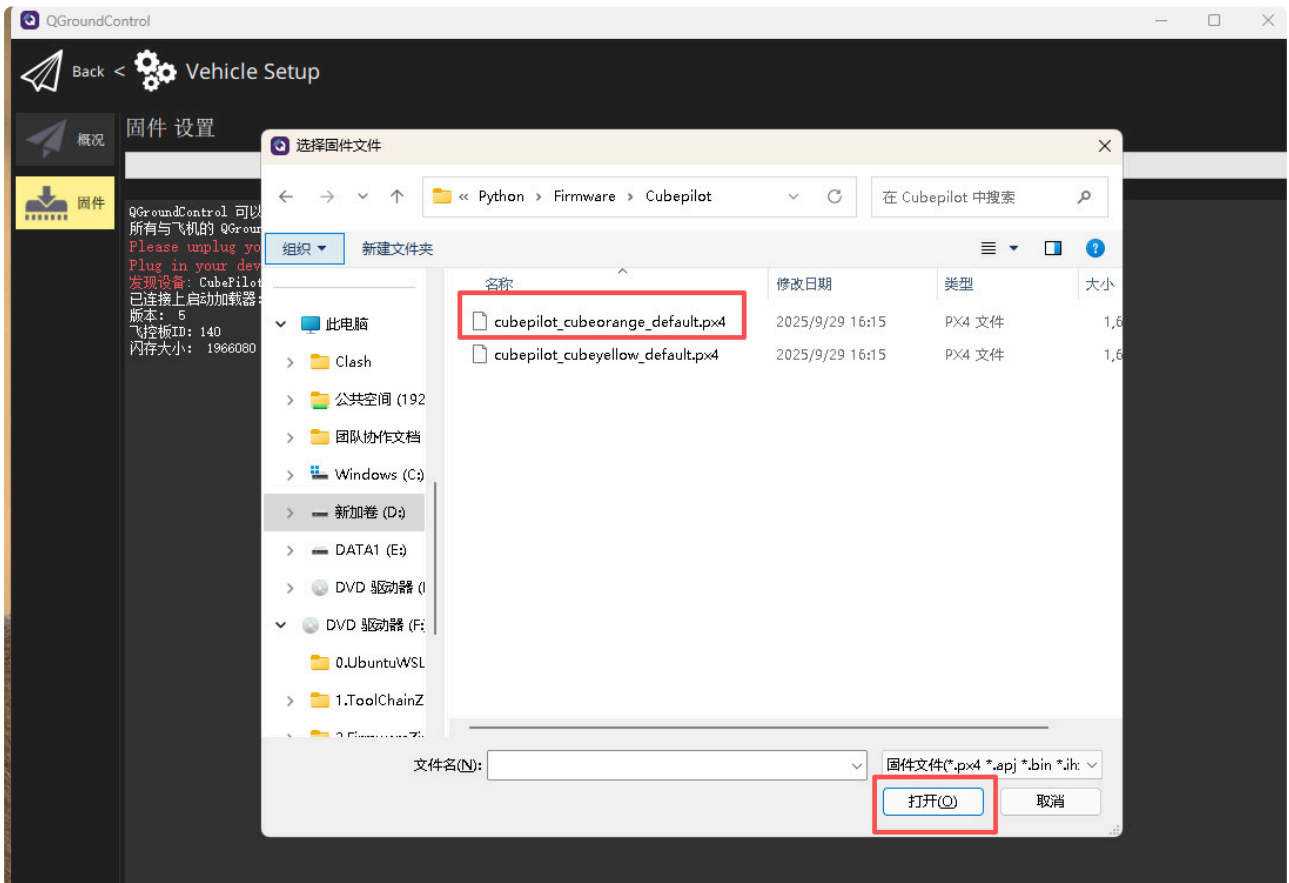 QGroundControl
Back < Vehicle Setup
概况
固件 设置
固件
QGroundControl 可以
所有与飞机的 QGroun
Please unplug yo
Plug in your dev
发现设备: CubePilot
已连接上启动加载器:
版本: 5
飞控板ID: 140
闪存大小: 1966080
选择固件文件
« Python > Firmware > Cubepilot
在 Cubepilot 中搜索
组织
新建文件夹
名称 修改日期 类型 大小
cubepilot_cubeorange_default.px4 2025/9/29 16:15 PX4 文件 1,6
cubepilot_cubeyellow_default.px4 2025/9/29 16:15 PX4 文件 1,6
此电脑
Clash
公共空间 (192
团队协作文档
Windows (C:)
新加卷 (D:)
DATA1 (E:)
DVD 驱动器 (
DVD 驱动器 (F:
0.UbuntuWSL
1.ToolChainZ
文件名(N):
固件文件(*.px4 *.apj *.bin *.ih:
打开(O)
取消